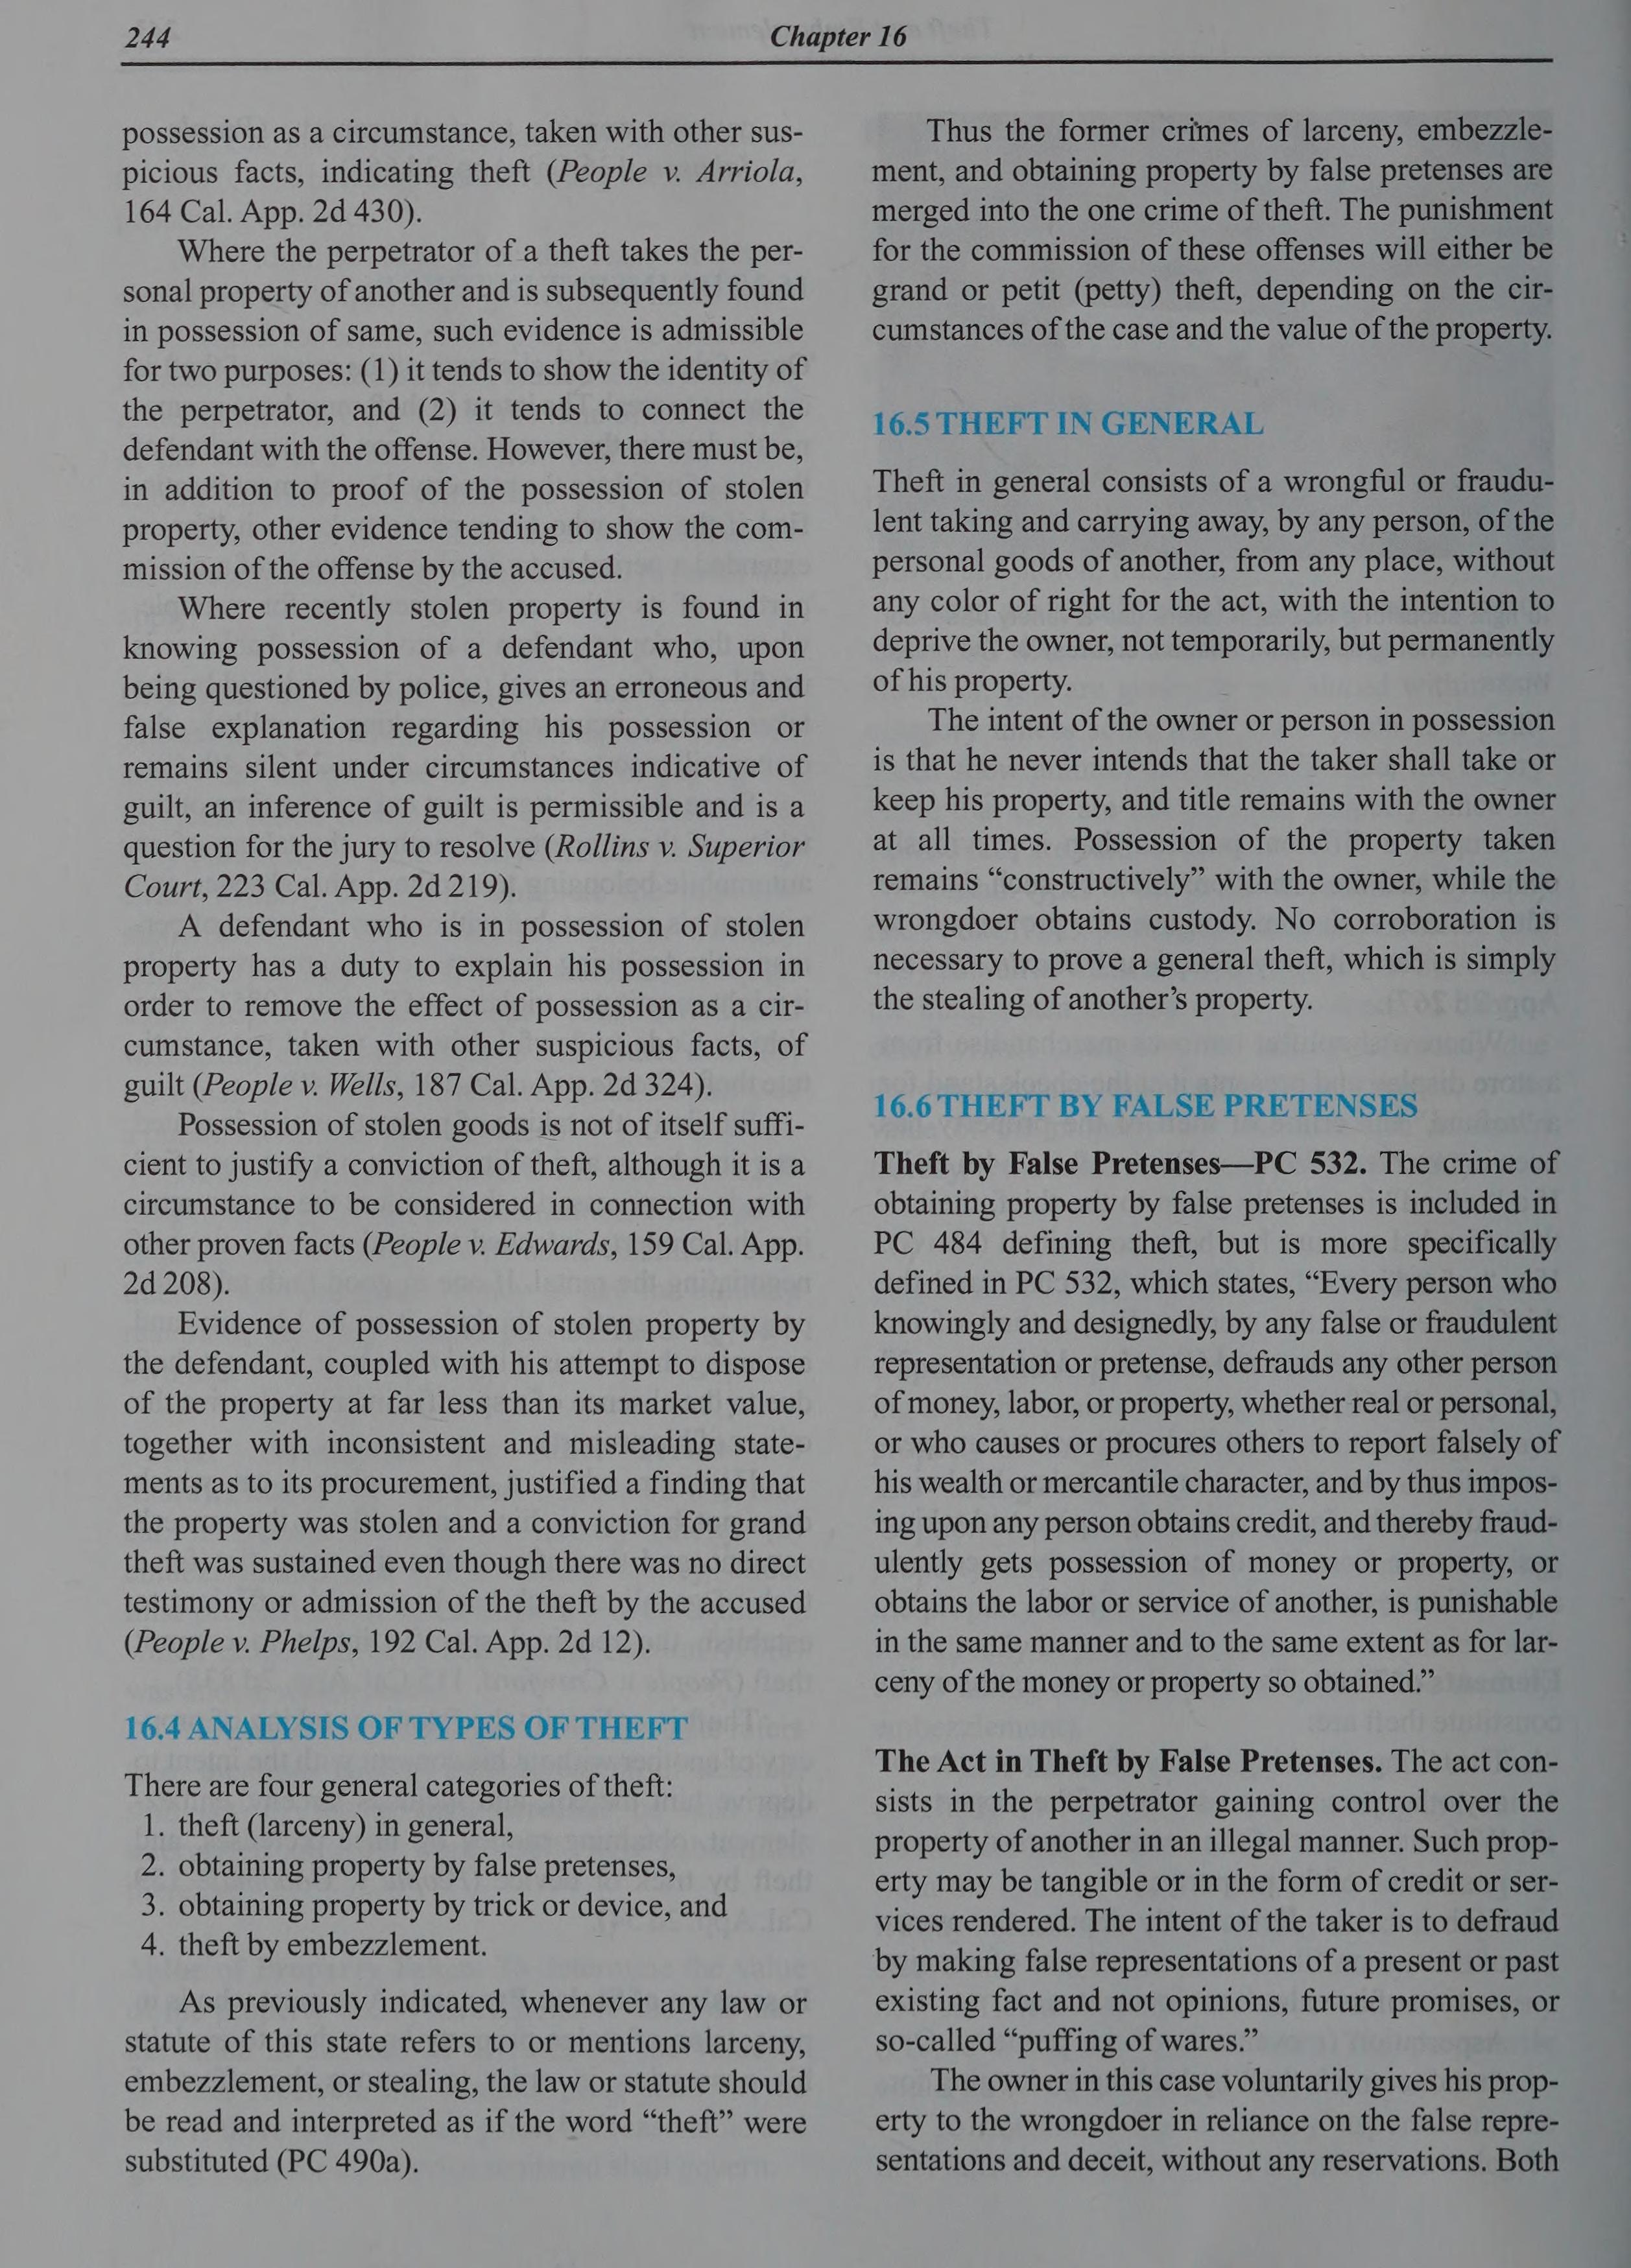 244
Chapter 16
possession as a circumstance, taken with other sus-
picious facts, indicating theft (People v. Arriola,
164 Cal. App. 2d 430).
Where the perpetrator of a theft takes the per-
sonal property of another and is subsequently found
in possession of same, such evidence is admissible
for two purposes: (1) it tends to show the identity of
the perpetrator, and (2) it tends to connect the
defendant with the offense. However, there must be,
in addition to proof of the possession of stolen
property, other evidence tending to show the com-
mission of the offense by the accused.
Where recently stolen property is found in
knowing possession of a defendant who, upon
being questioned by police, gives an erroneous and
false explanation regarding his possession or
remains silent under circumstances indicative of
guilt, an inference of guilt is permissible and is a
question for the jury to resolve (Rollins v. Superior
Court, 223 Cal. App. 2d 219).
A defendant who is in possession of stolen
property has a duty to explain his possession in
order to remove the effect of possession as a cir-
cumstance, taken with other suspicious facts, of
guilt (People v. Wells, 187 Cal. App. 2d 324).
Possession of stolen goods is not of itself suffi-
cient to justify a conviction of theft, although it is a
circumstance to be considered in connection with
other proven facts (People v. Edwards, 159 Cal. App.
2d 208).
Evidence of possession of stolen property by
the defendant, coupled with his attempt to dispose
of the property at far less than its market value,
together with inconsistent and misleading state-
ments as to its procurement, justified a finding that
the property was stolen and a conviction for grand
theft was sustained even though there was no direct
testimony or admission of the theft by the accused
(People v. Phelps, 192 Cal. App. 2d 12).
16.4 ANALYSIS OF TYPES OF THEFT
There are four general categories of theft:
1. theft (larceny) in general,
2. obtaining property by false pretenses,
3. obtaining property by trick or device, and
4. theft by embezzlement.
As previously indicated, whenever any law or
statute of this state refers to or mentions larceny,
embezzlement, or stealing, the law or statute should
be read and interpreted as if the word “theft” were
substituted (PC 490a).
Thus the former crimes of larceny, embezzle-
ment, and obtaining property by false pretenses are
merged into the one crime of theft. The punishment
for the commission of these offenses will either be
grand or petit (petty) theft, depending on the cir-
cumstances of the case and the value of the property.
16.5 THEFT IN GENERAL
Theft in general consists of a wrongful or fraudu-
lent taking and carrying away, by any person, of the
personal goods of another, from any place, without
any color of right for the act, with the intention to
deprive the owner, not temporarily, but permanently
of his property.
The intent of the owner or person in possession
is that he never intends that the taker shall take or
keep his property, and title remains with the owner
at all times. Possession of the property taken
remains “constructively” with the owner, while the
wrongdoer obtains custody. No corroboration is
necessary to prove a general theft, which is simply
the stealing of another’s property.
16.6 THEFT BY FALSE PRETENSES
Theft by False Pretenses—PC 532. The crime of
obtaining property by false pretenses is included in
PC 484 defining theft, but is more specifically
defined in PC 532, which states, “Every person who
knowingly and designedly, by any false or fraudulent
representation or pretense, defrauds any other person
of money, labor, or property, whether real or personal,
or who causes or procures others to report falsely of
his wealth or mercantile character, and by thus impos-
ing upon any person obtains credit, and thereby fraud-
ulently gets possession of money or property, or
obtains the labor or service of another, is punishable
in the same manner and to the same extent as for lar-
ceny of the money or property so obtained.”
The Act in Theft by False Pretenses. The act con-
sists in the perpetrator gaining control over the
property of another in an illegal manner. Such prop-
erty may be tangible or in the form of credit or ser-
vices rendered. The intent of the taker is to defraud
by making false representations of a present or past
existing fact and not opinions, future promises, or
so-called “puffing of wares.”
The owner in this case voluntarily gives his prop-
erty to the wrongdoer in reliance on the false repre-
sentations and deceit, without any reservations. Both